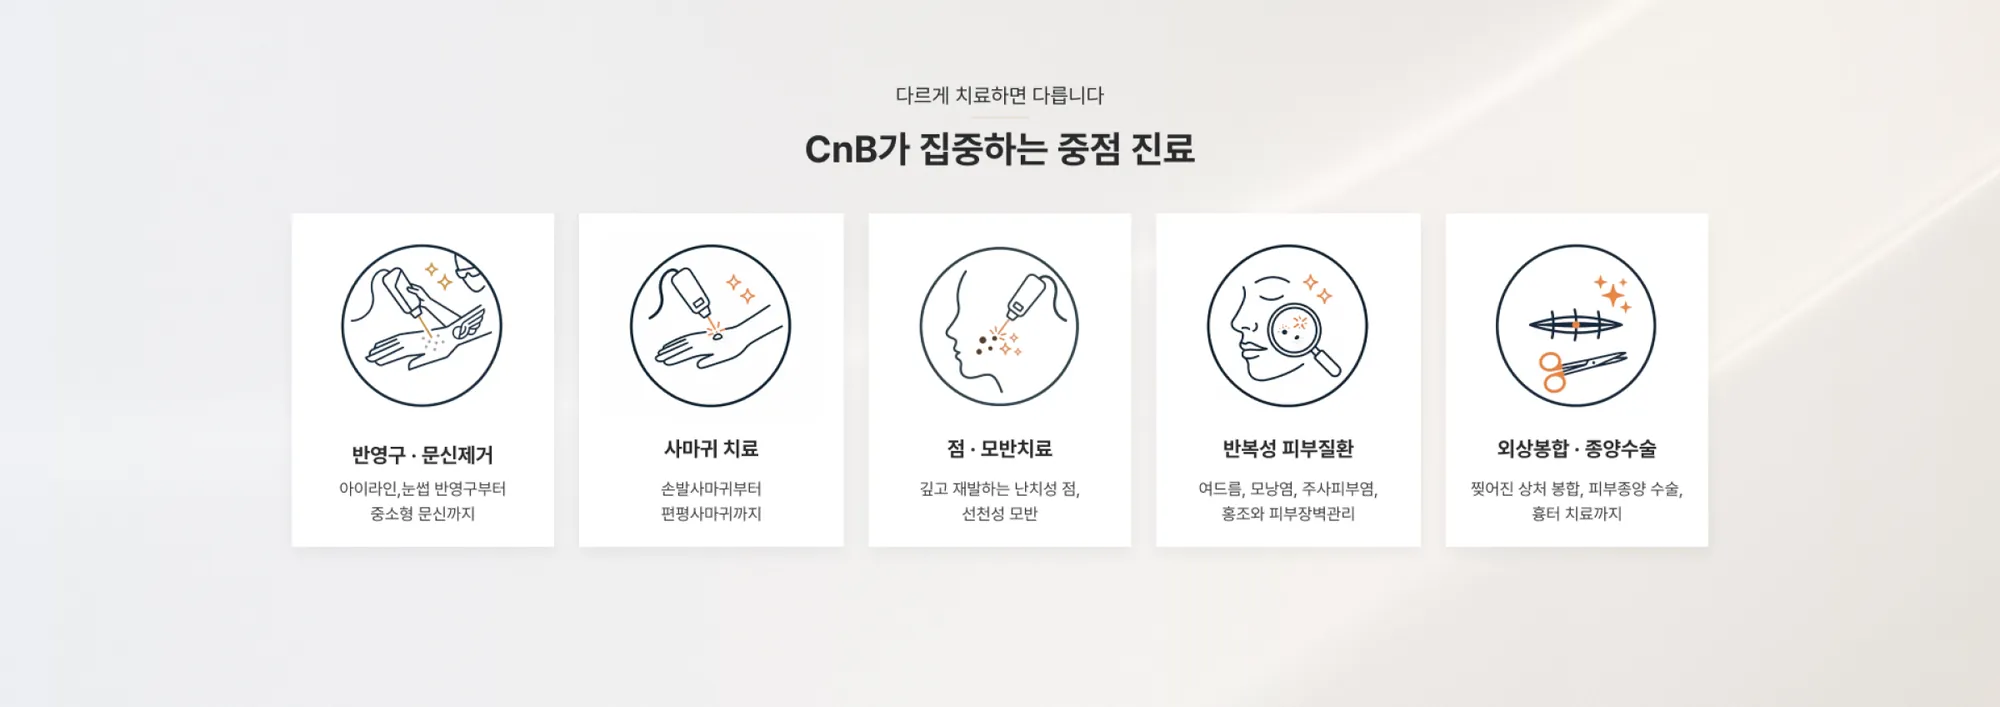 다르게 치료하면 다릅니다
CnB가 집중하는 중점 진료
반영구 · 문신제거
아이라인,눈썹 반영구부터
중소형 문신까지
사마귀 치료
손발사마귀부터
편평사마귀까지
점 · 모반치료
깊고 재발하는 난치성 점,
선천성 모반
반복성 피부질환
여드름, 모낭염, 주사피부염,
홍조와 피부장벽관리
외상봉합 · 종양수술
찢어진 상처 봉합, 피부종양 수술,
흉터 치료까지